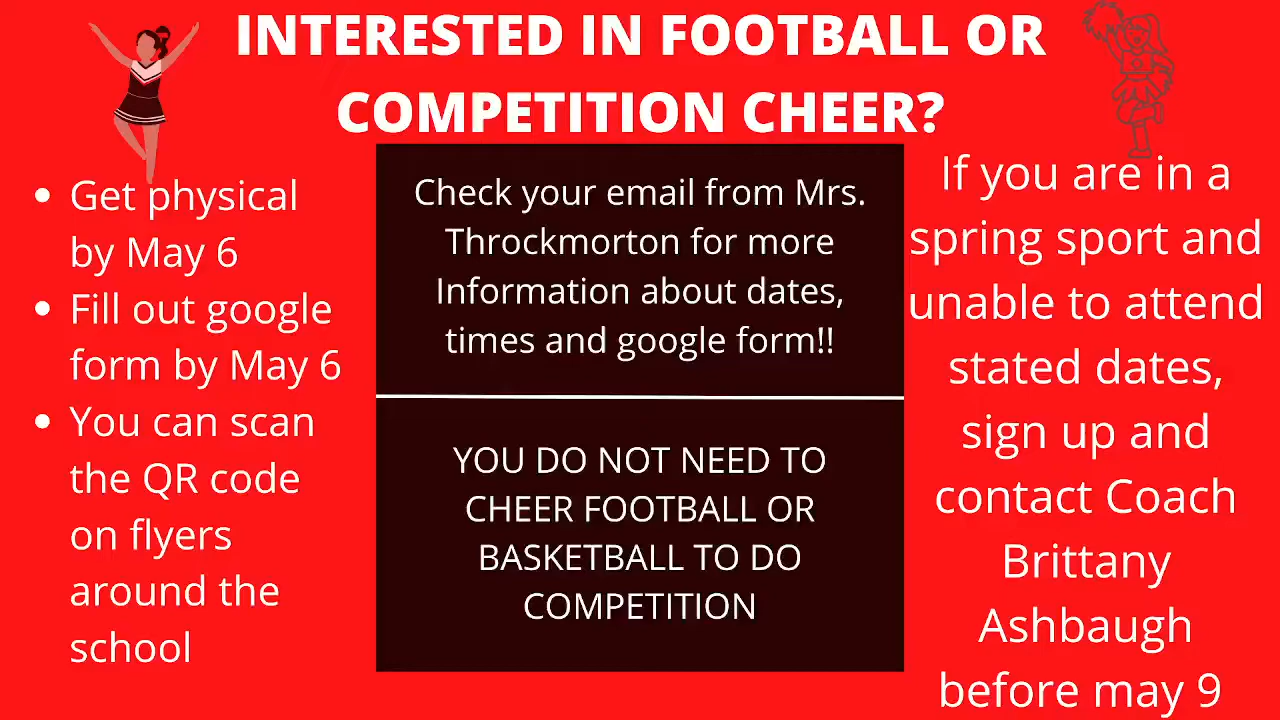 INTERESTED IN FOOTBALL OR
COMPETITION CHEER?
• Get physical
by May 6
• Fill out google
form by May 6
• You can scan
the QR code
on flyers
around the
school
Check your email from Mrs.
Throckmorton for more
Information about dates,
times and google form!!
YOU DO NOT NEED TO
CHEER FOOTBALL OR
BASKETBALL TO DO
COMPETITION
If you are in a
spring sport and
unable to attend
stated dates,
sign up and
contact Coach
Brittany
Ashbaugh
before may 9